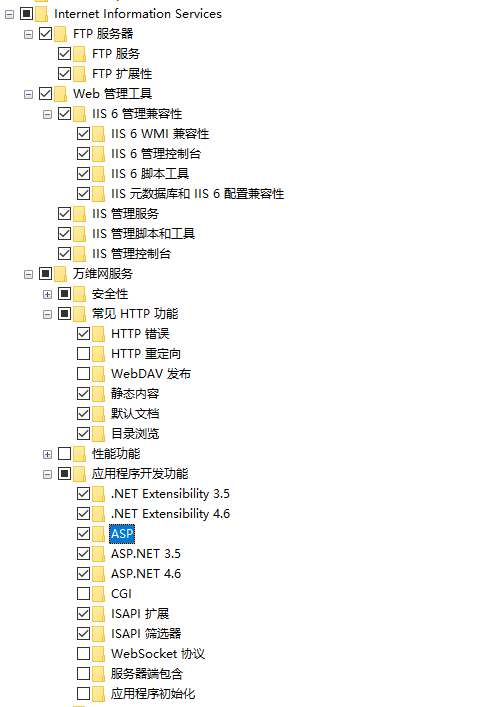 Internet Information Services
FTP 服务器
FTP 服务
FTP 扩展性
Web 管理工具
IIS 6 管理兼容性
IIS 6 WMI 兼容性
IIS 6 管理控制台
IIS 6 脚本工具
IIS 元数据库和 IIS 6 配置兼容性
IIS 管理服务
IIS 管理脚本和工具
IIS 管理控制台
万维网服务
安全性
常见 HTTP 功能
HTTP 错误
HTTP 重定向
WebDAV 发布
静态内容
默认文档
目录浏览
性能功能
应用程序开发功能
.NET Extensibility 3.5
.NET Extensibility 4.6
ASP
ASP.NET 3.5
ASP.NET 4.6
CGI
ISAPI 扩展
ISAPI 筛选器
WebSocket 协议
服务器端包含
应用程序初始化